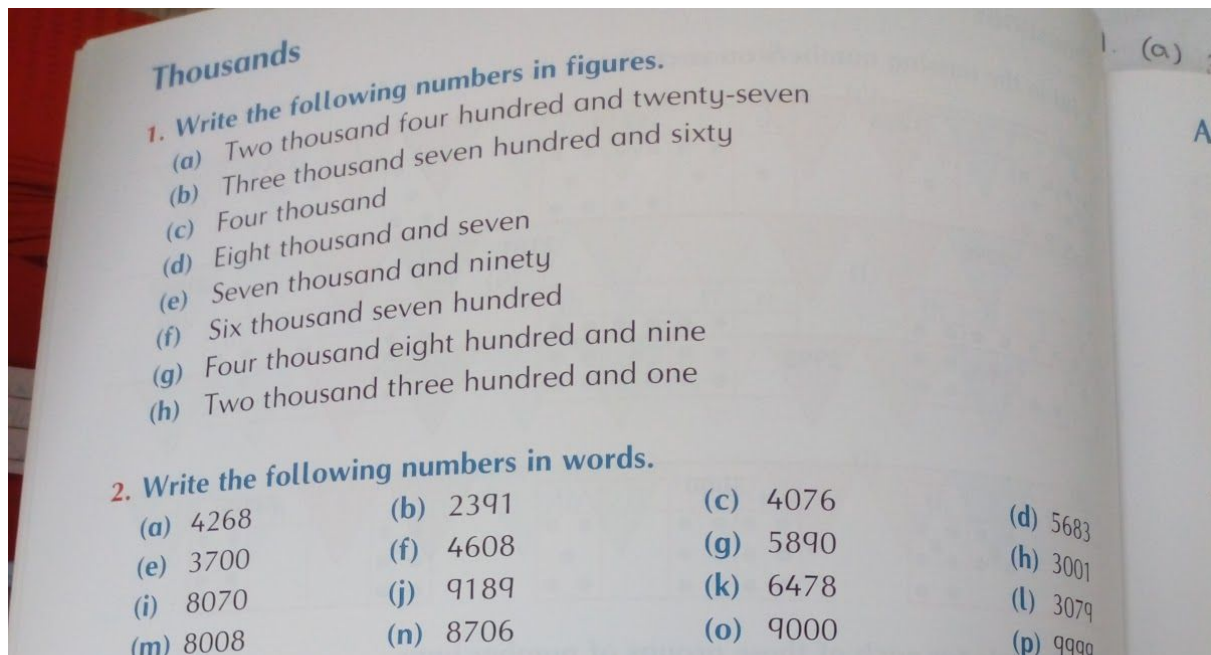 Thousands
1. Write the following numbers in figures.
(a) Two thousand four hundred and twenty-seven
(b) Three thousand seven hundred and sixty
(c) Four thousand
(d) Eight thousand and seven
(e) Seven thousand and ninety
(f) Six thousand seven hundred
(g) Four thousand eight hundred and nine
(h) Two thousand three hundred and one
2. Write the following numbers in words.
(a) 4268 (b) 2391 (c) 4076 (d) 5683
(e) 3700 (f) 4608 (g) 5890 (h) 3001
(i) 8070 (j) 9189 (k) 6478 (l) 3079
(m) 8008 (n) 8706 (o) 9000 (p) 9999
1. (a)
A